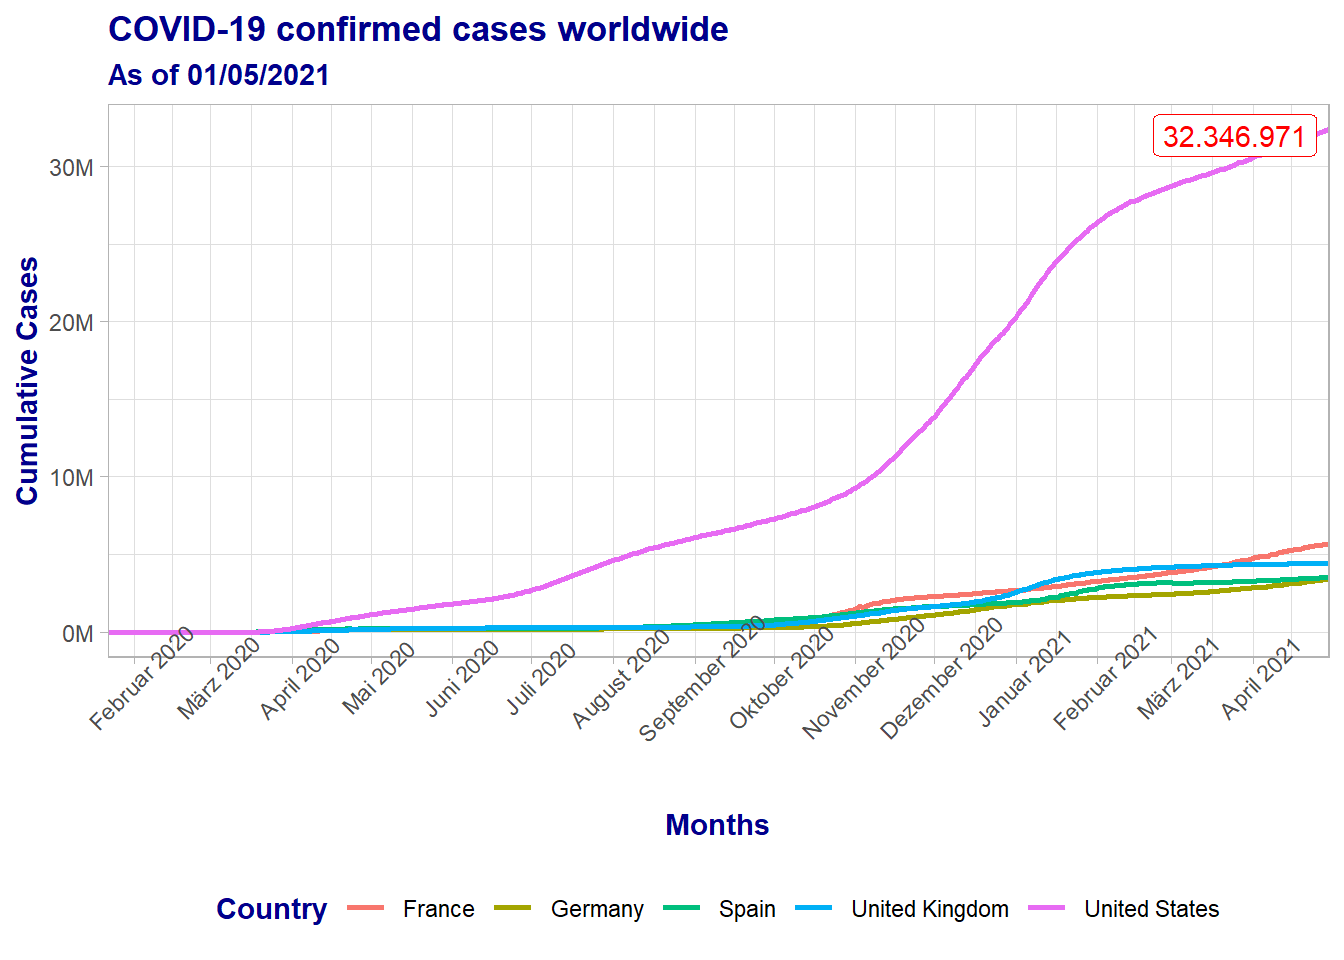 COVID-19 confirmed cases worldwide
As of 01/05/2021
32.346.971
30M
20M
10M
0M
Cumulative Cases
Februar 2020
März 2020
April 2020
Mai 2020
Juni 2020
Juli 2020
August 2020
September 2020
Oktober 2020
November 2020
Dezember 2020
Januar 2021
Februar 2021
März 2021
April 2021
Months
Country France Germany Spain United Kingdom United States